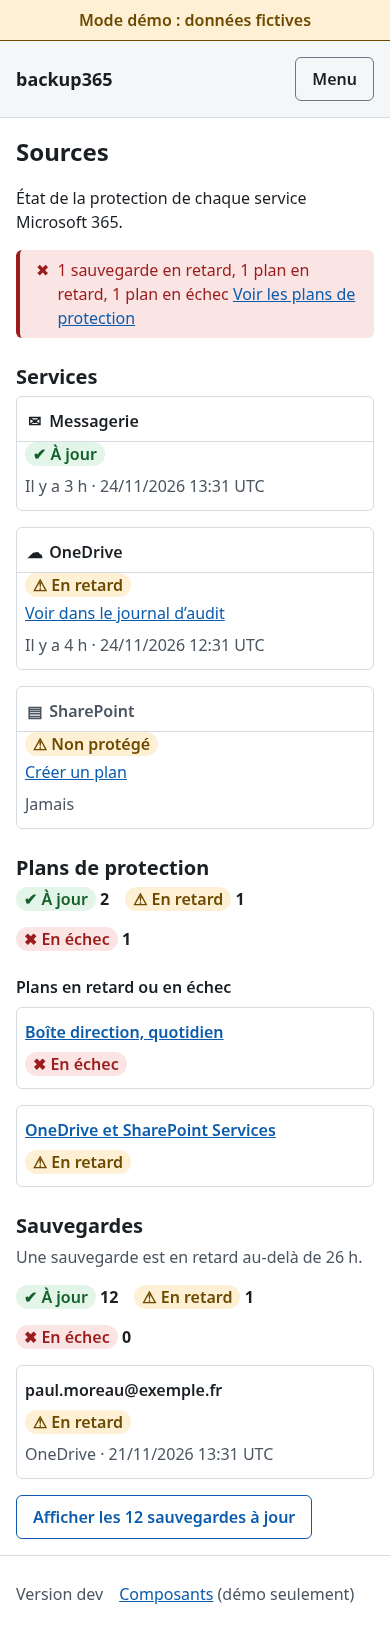 Mode démo : données fictives
backup365
Menu
Sources
État de la protection de chaque service
Microsoft 365.
✖ 1 sauvegarde en retard, 1 plan en
retard, 1 plan en échec Voir les plans de
protection
Services
✉ Messagerie
✔ À jour
Il y a 3 h · 24/11/2026 13:31 UTC
☁ OneDrive
⚠ En retard
Voir dans le journal d’audit
Il y a 4 h · 24/11/2026 12:31 UTC
▤ SharePoint
⚠ Non protégé
Créer un plan
Jamais
Plans de protection
✔ À jour 2 ⚠ En retard 1
✖ En échec 1
Plans en retard ou en échec
Boîte direction, quotidien
✖ En échec
OneDrive et SharePoint Services
⚠ En retard
Sauvegardes
Une sauvegarde est en retard au-delà de 26 h.
✔ À jour 12 ⚠ En retard 1
✖ En échec 0
paul.moreau@exemple.fr
⚠ En retard
OneDrive · 21/11/2026 13:31 UTC
Afficher les 12 sauvegardes à jour
Version dev Composants (démo seulement)